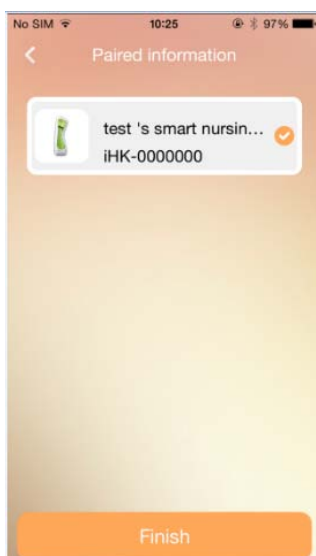 No SIM 10:25 97%
Paired information
test 's smart nursin...
iHK-0000000
Finish